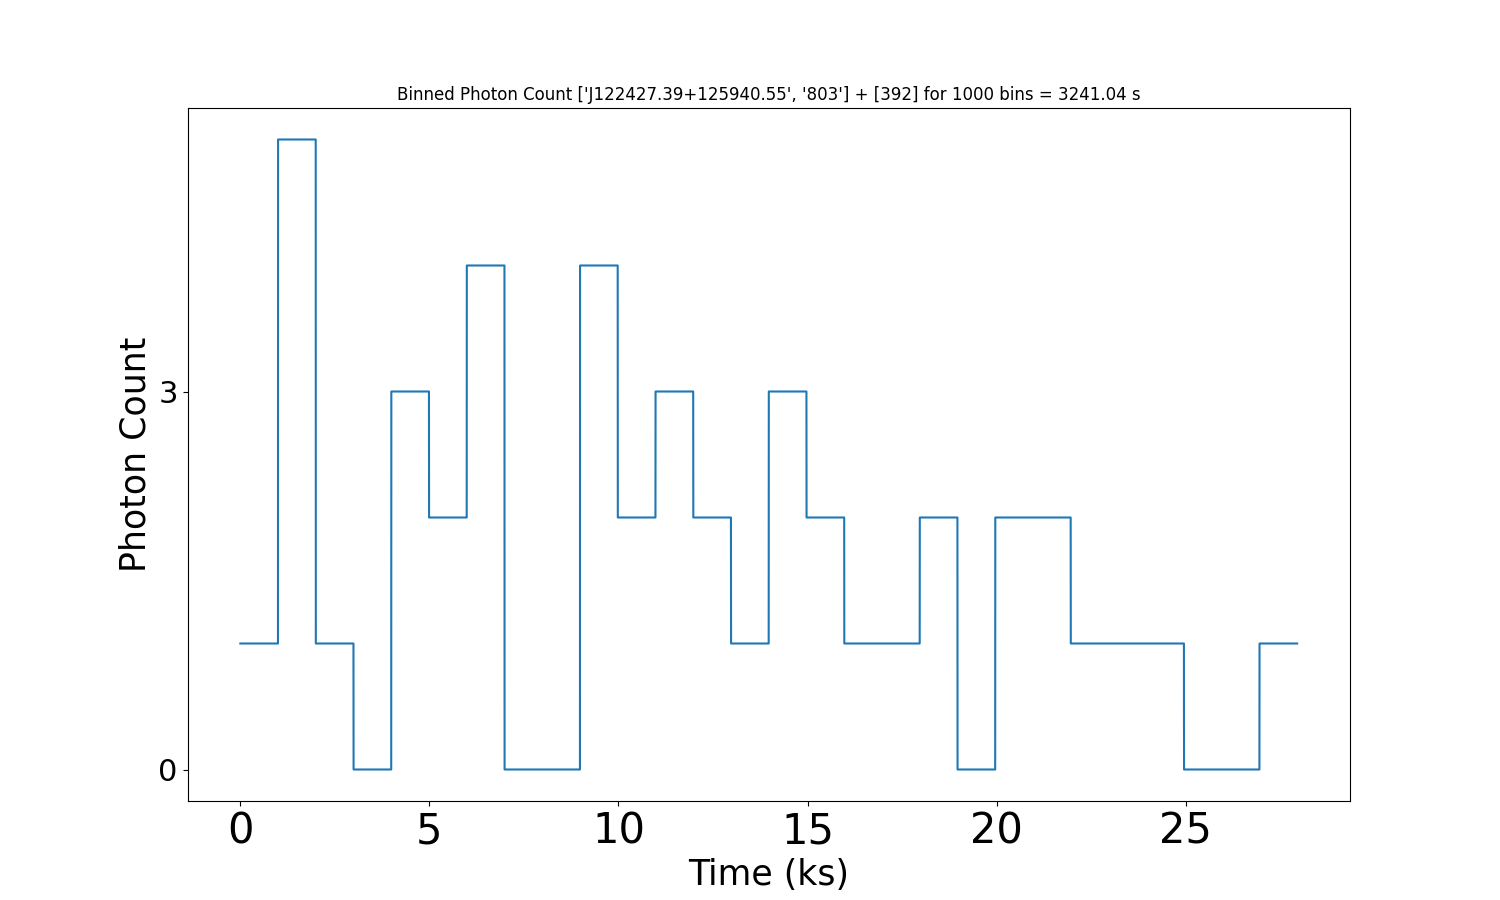 Binned Photon Count ['J122427.39+125940.55', '803'] + [392] for 1000 bins = 3241.04 s
Photon Count
3
0
0 5 10 15 20 25
Time (ks)